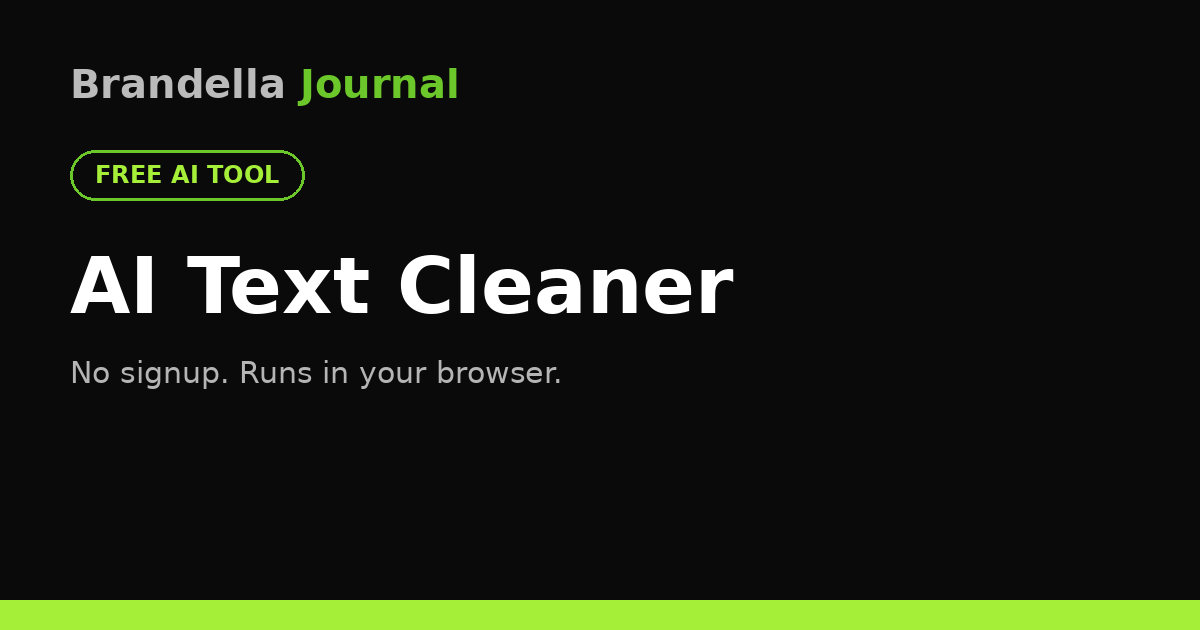 Brandella Journal
FREE AI TOOL
AI Text Cleaner
No signup. Runs in your browser.